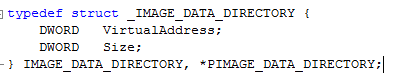 typedef struct _IMAGE_DATA_DIRECTORY {
    DWORD   VirtualAddress;
    DWORD   Size;
} IMAGE_DATA_DIRECTORY, *PIMAGE_DATA_DIRECTORY;